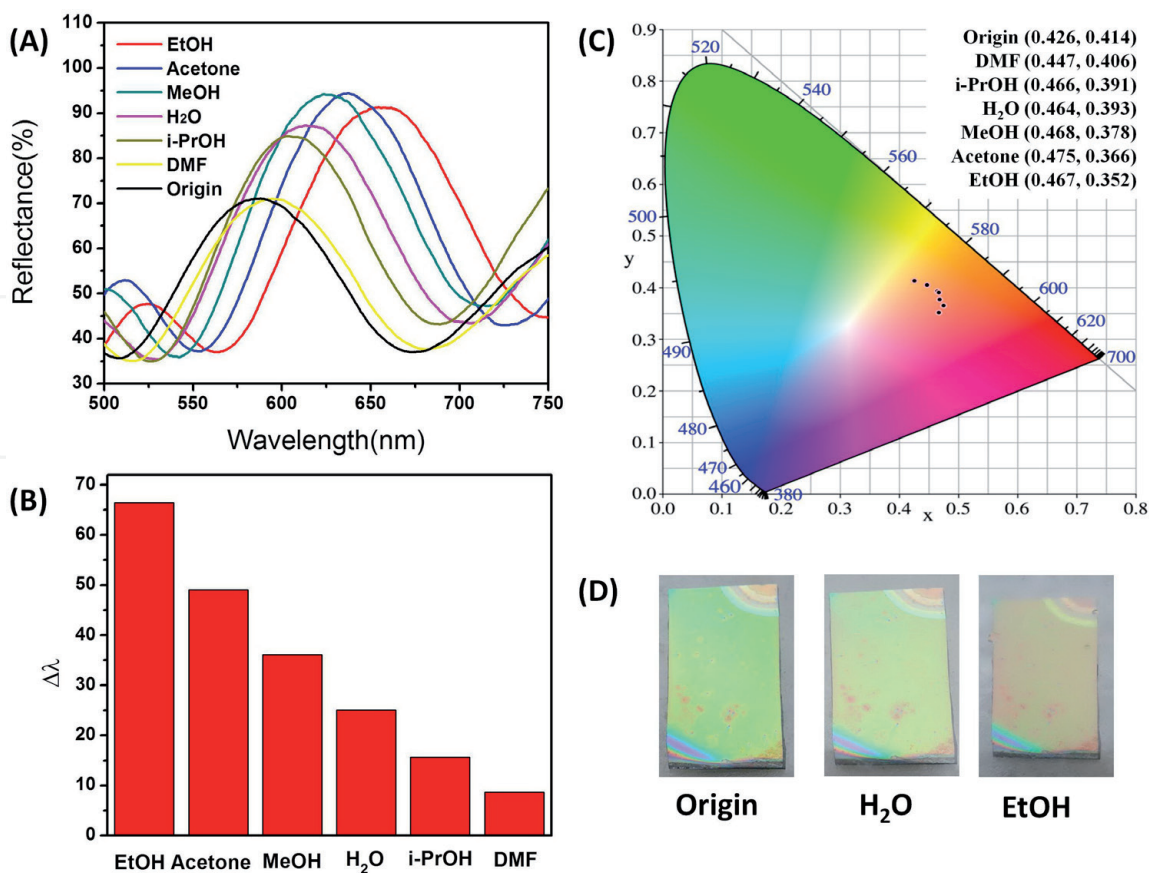 (A)
110
100
90
80
70
60
50
40
30
Reflectance(%)
EtOH
Acetone
MeOH
H2O
i-PrOH
DMF
Origin
500 550 600 650 700 750
Wavelength(nm)
(B)
70
60
50
40
30
20
10
0
Δλ
EtOH Acetone MeOH H₂O i-PrOH DMF
(C)
Origin (0.426, 0.414)
DMF (0.447, 0.406)
i-PrOH (0.466, 0.391)
H₂O (0.464, 0.393)
MeOH (0.468, 0.378)
Acetone (0.475, 0.366)
EtOH (0.467, 0.352)
0.9
0.8
0.7
0.6
0.5
y
0.4
0.3
0.2
0.1
0.0
520
540
560
500
580
600
620
490
700
480
470
460
380
0.0 0.1 0.2 0.3 0.4 0.5 0.6 0.7 0.8
x
(D)
Origin H₂O EtOH